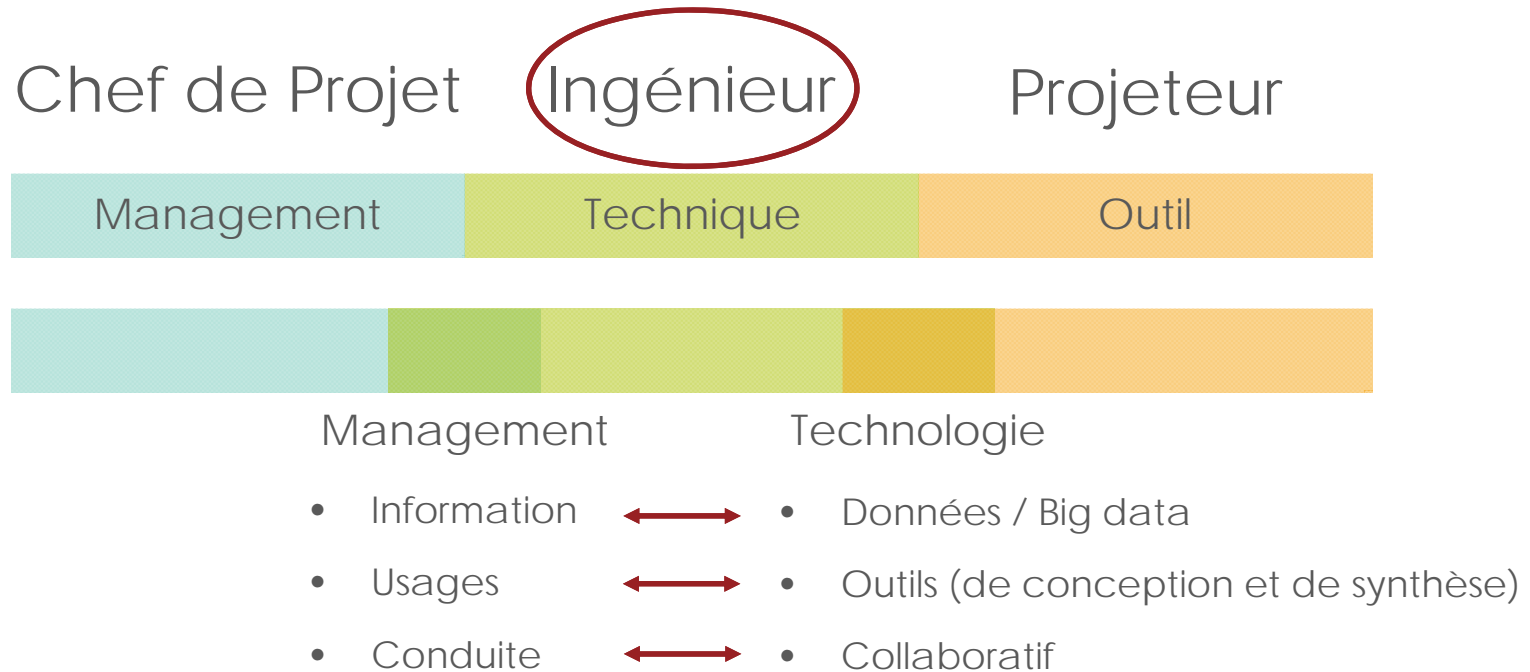 Chef de Projet Ingénieur Projeteur
Management Technique Outil
Management Technologie
• Information • Données / Big data
• Usages • Outils (de conception et de synthèse)
• Conduite • Collaboratif